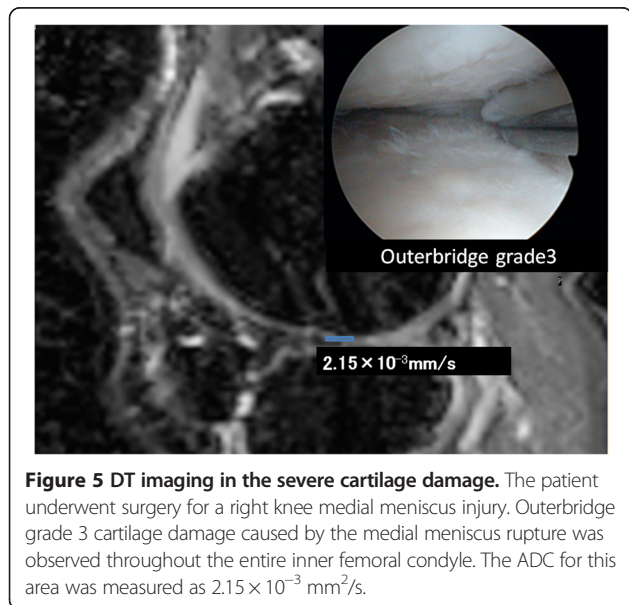 Outerbridge grade3
2.15×10⁻³mm/s
Figure 5 DT imaging in the severe cartilage damage. The patient
underwent surgery for a right knee medial meniscus injury. Outerbridge
grade 3 cartilage damage caused by the medial meniscus rupture was
observed throughout the entire inner femoral condyle. The ADC for this
area was measured as 2.15 × 10⁻³ mm²/s.